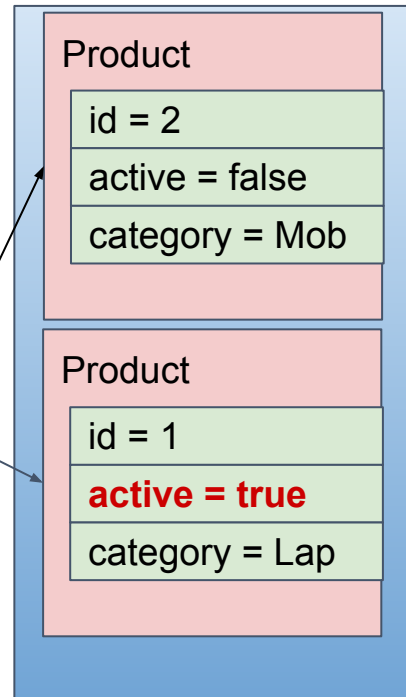 Product
id = 2
active = false
category = Mob
Product
id = 1
active = true
category = Lap